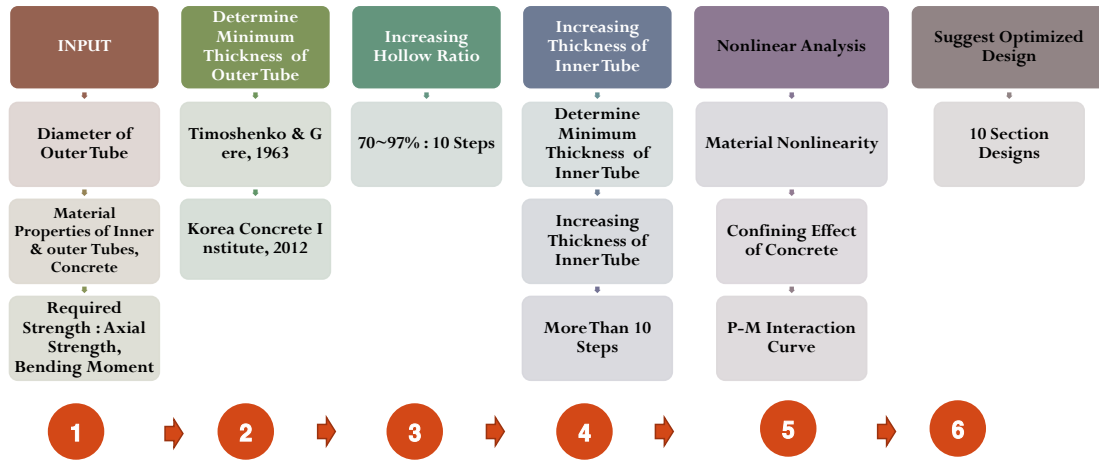 INPUT
Diameter of
Outer Tube
Material
Properties of Inner
& outer Tubes,
Concrete
Required
Strength : Axial
Strength,
Bending Moment
Determine
Minimum
Thickness of
Outer Tube
Timoshenko & G
ere, 1963
Korea Concrete I
nstitute, 2012
Increasing
Hollow Ratio
70~97% : 10 Steps
Increasing
Thickness of
Inner Tube
Determine
Minimum
Thickness of
Inner Tube
Increasing
Thickness of
Inner Tube
More Than 10
Steps
Nonlinear Analysis
Material Nonlinearity
Confining Effect
of Concrete
P-M Interaction
Curve
Suggest Optimized
Design
10 Section
Designs
1
2
3
4
5
6